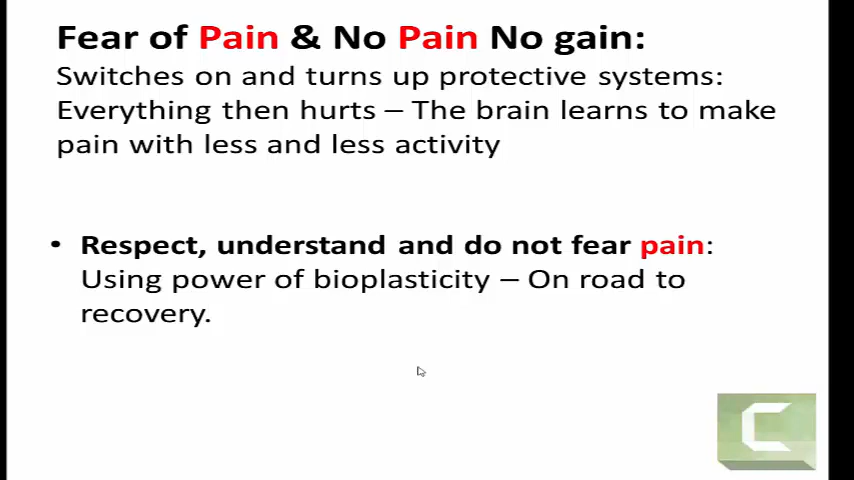 Fear of Pain & No Pain No gain:
Switches on and turns up protective systems:
Everything then hurts – The brain learns to make
pain with less and less activity
• Respect, understand and do not fear pain:
Using power of bioplasticity – On road to
recovery.
C